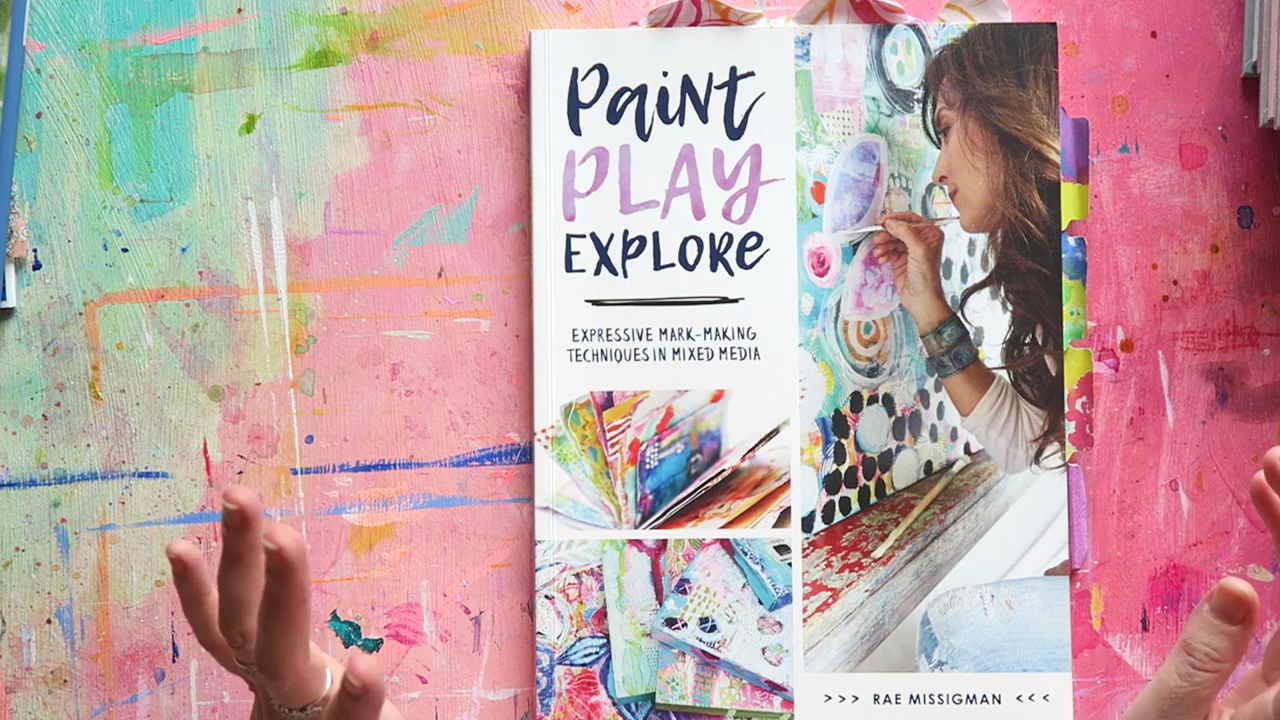 Paint
PLAY
EXPLORE
EXPRESSIVE MARK-MAKING
TECHNIQUES IN MIXED MEDIA
>>> RAE MISSIGMAN <<<